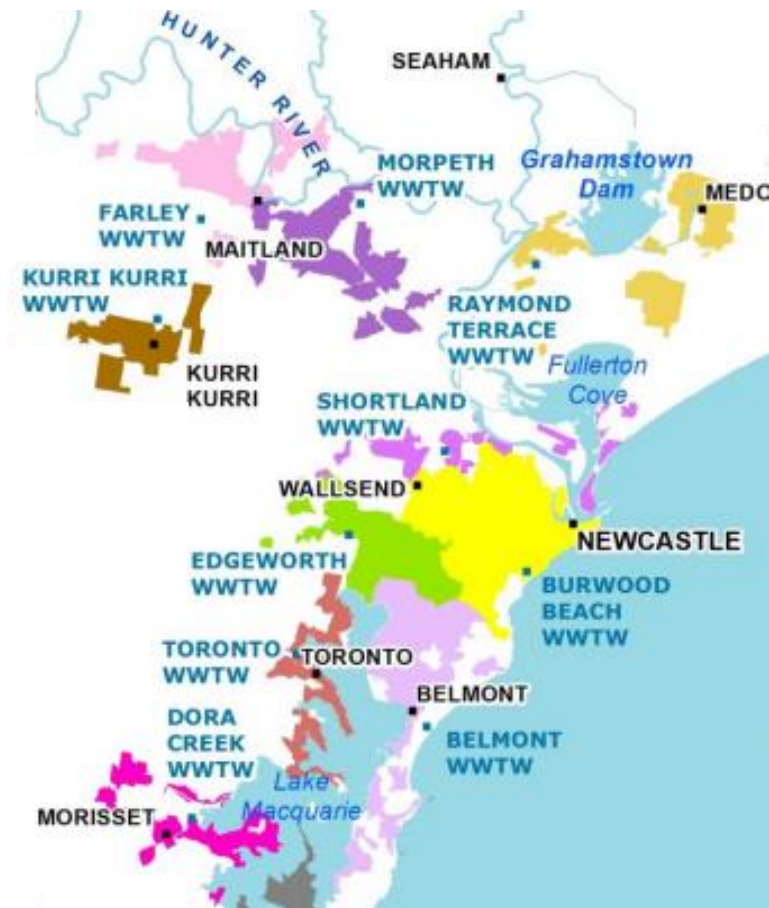 HUNTER RIVER
SEAHAM
MORPETH
WWTW
Grahamstown
Dam
MEDO
FARLEY
WWTW
MAITLAND
KURRI KURRI
WWTW
RAYMOND
TERRACE
WWTW
KURRI
KURRI
Fullerton
Cove
SHORTLAND
WWTW
WALLSEND
NEWCASTLE
EDGEWORTH
WWTW
BURWOOD
BEACH
WWTW
TORONTO
WWTW
TORONTO
BELMONT
DORA
CREEK
WWTW
BELMONT
WWTW
Lake
Macquarie
MORISSET